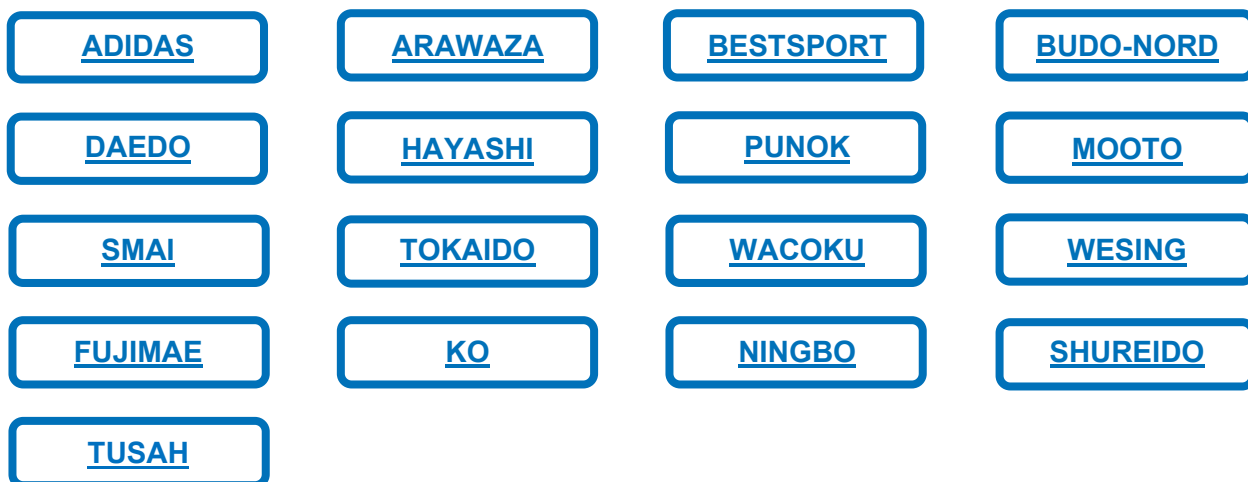 ADIDAS ARAWAZA BESTSPORT BUDO-NORD
DAEDO HAYASHI PUNOK MOOTO
SMAI TOKAIDO WACOKU WESING
FUJIMAE KO NINGBO SHUREIDO
TUSAH